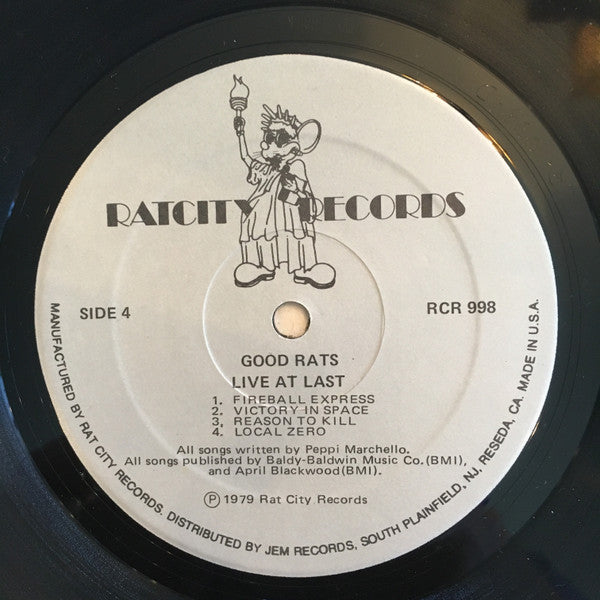 RATCITY RECORDS
SIDE 4
RCR 998
GOOD RATS
LIVE AT LAST
1. FIREBALL EXPRESS
2. VICTORY IN SPACE
3. REASON TO KILL
4. LOCAL ZERO
All songs written by Peppi Marchello.
All songs published by Baldy-Baldwin Music Co.(BMI),
and April Blackwood(BMI).
Ⓟ 1979 Rat City Records
MANUFACTURED BY RAT CITY RECORDS. DISTRIBUTED BY JEM RECORDS, SOUTH PLAINFIELD, NJ, RESEDA, CA. MADE IN U.S.A.